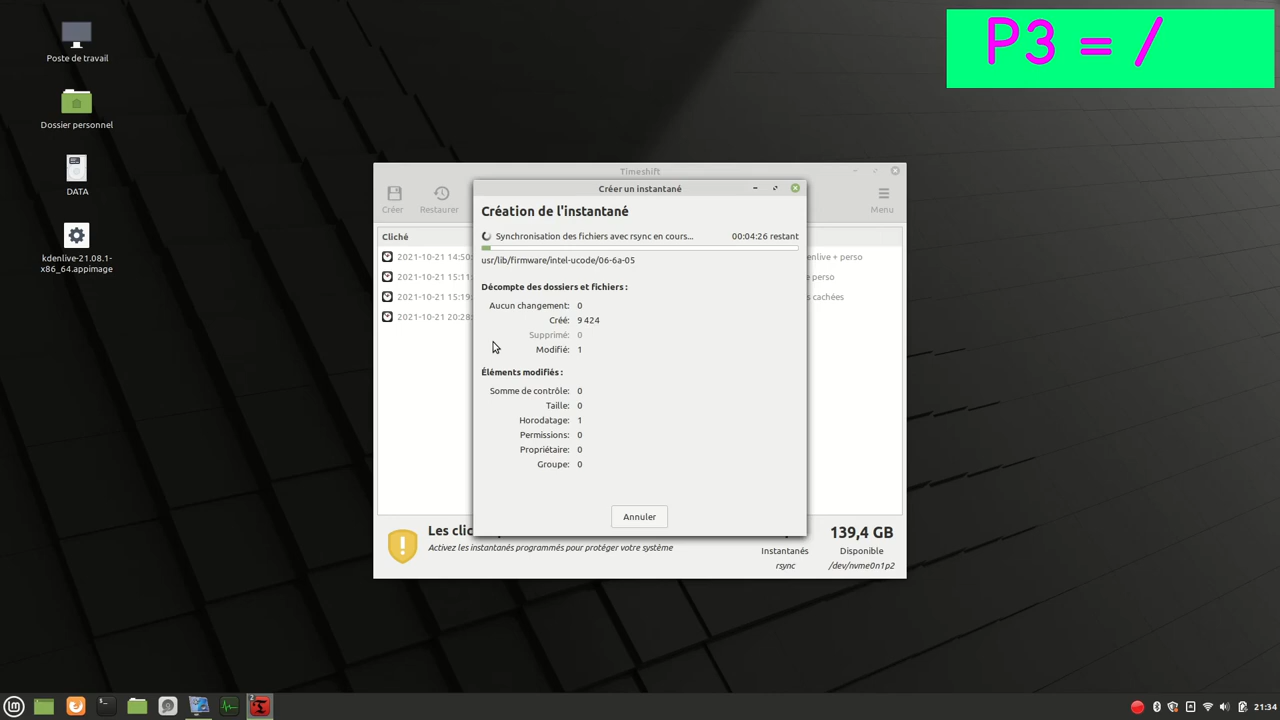 P3 = /
Poste de travail
Dossier personnel
DATA
kdenlive-21.08.1-
x86_64.appimage
Timeshift
Créer
Restaurer
Menu
Cliché
2021-10-21 14:50:
2021-10-21 15:11:
2021-10-21 15:19:
2021-10-21 20:28:
enlive + perso
e perso
s cachées
Créer un instantané
Création de l'instantané
Synchronisation des fichiers avec rsync en cours... 00:04:26 restant
usr/lib/firmware/intel-ucode/06-6a-05
Décompte des dossiers et fichiers :
Aucun changement: 0
Créé: 9 424
Supprimé: 0
Modifié: 1
Éléments modifiés :
Somme de contrôle: 0
Taille: 0
Horodatage: 1
Permissions: 0
Propriétaire: 0
Groupe: 0
Annuler
Les clic
Activez les instantanés programmés pour protéger votre système
Instantanés
rsync
139,4 GB
Disponible
/dev/nvme0n1p2
2
21:34